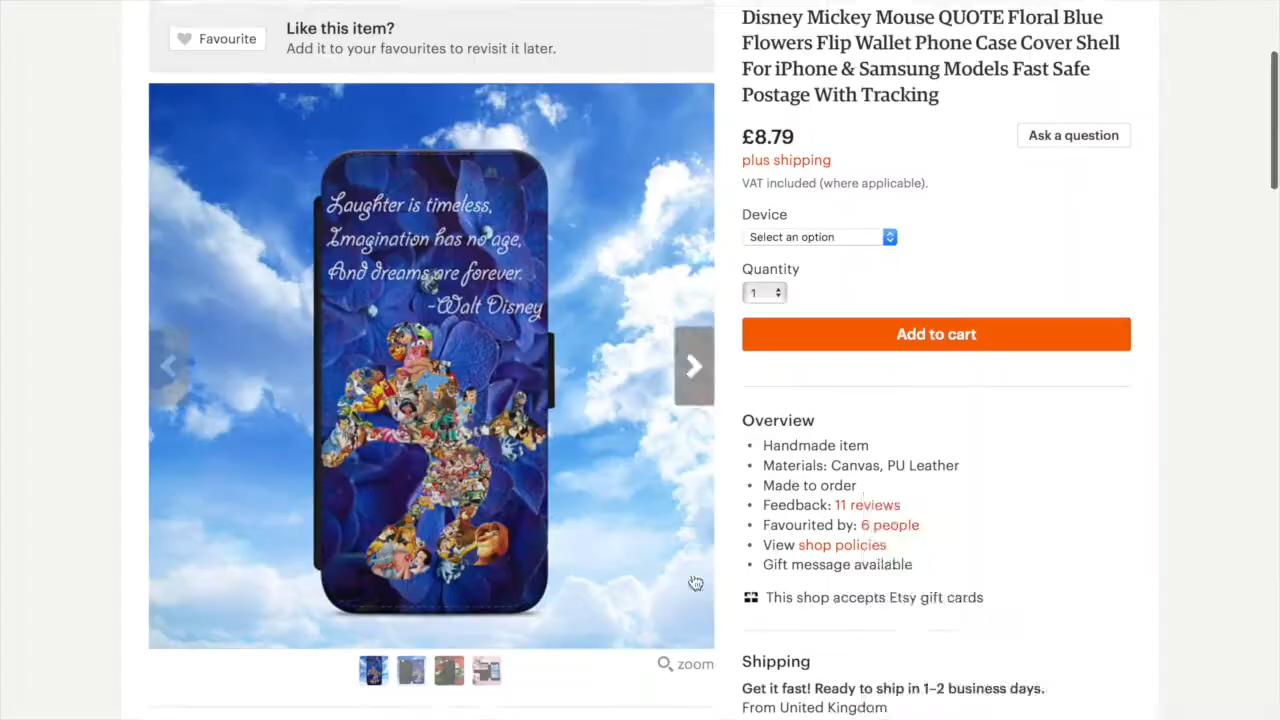 Favourite
Like this item?
Add it to your favourites to revisit it later.
Laughter is timeless,
Imagination has no age,
And dreams are forever.
-Walt Disney
zoom
Disney Mickey Mouse QUOTE Floral Blue
Flowers Flip Wallet Phone Case Cover Shell
For iPhone & Samsung Models Fast Safe
Postage With Tracking
£8.79
Ask a question
plus shipping
VAT included (where applicable).
Device
Select an option
Quantity
1
Add to cart
Overview
• Handmade item
• Materials: Canvas, PU Leather
• Made to order
• Feedback: 11 reviews
• Favourited by: 6 people
• View shop policies
• Gift message available
This shop accepts Etsy gift cards
Shipping
Get it fast! Ready to ship in 1–2 business days.
From United Kingdom